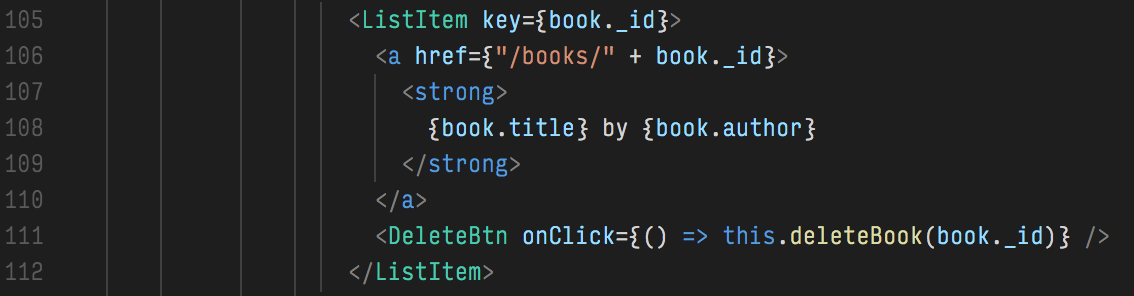 105 <ListItem key={book._id}>
106 <a href={"/books/" + book._id}>
107 <strong>
108 {book.title} by {book.author}
109 </strong>
110 </a>
111 <DeleteBtn onClick={() => this.deleteBook(book._id)} />
112 </ListItem>